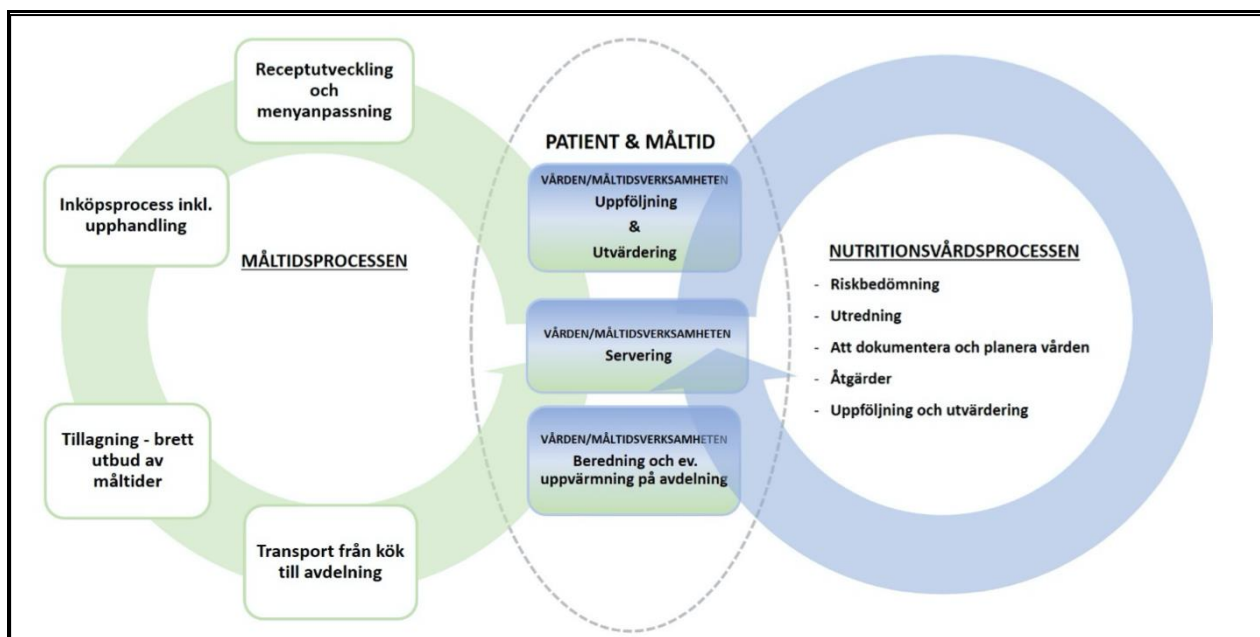 Receptutveckling
och
menyanpassning
Inköpsprocess inkl.
upphandling
MÅLTIDSPROCESSEN
Tillagning - brett
utbud av
måltider
Transport från kök
till avdelning
PATIENT & MÅLTID
VÅRDEN/MÅLTIDSVERKSAMHETEN
Uppföljning
&
Utvärdering
VÅRDEN/MÅLTIDSVERKSAMHETEN
Servering
VÅRDEN/MÅLTIDSVERKSAMHETEN
Beredning och ev.
uppvärmning på avdelning
NUTRITIONSVÅRDSPROCESSEN
- Riskbedömning
- Utredning
- Att dokumentera och planera vården
- Åtgärder
- Uppföljning och utvärdering